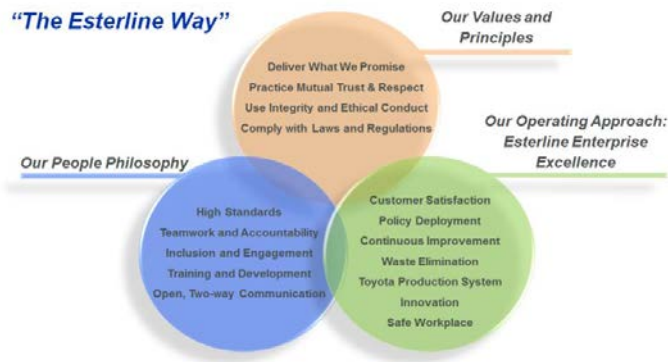 "The Esterline Way"
Our Values and
Principles
Deliver What We Promise
Practice Mutual Trust & Respect
Use Integrity and Ethical Conduct
Comply with Laws and Regulations
Our Operating Approach:
Esterline Enterprise
Excellence
Our People Philosophy
High Standards
Teamwork and Accountability
Inclusion and Engagement
Training and Development
Open, Two-way Communication
Customer Satisfaction
Policy Deployment
Continuous Improvement
Waste Elimination
Toyota Production System
Innovation
Safe Workplace